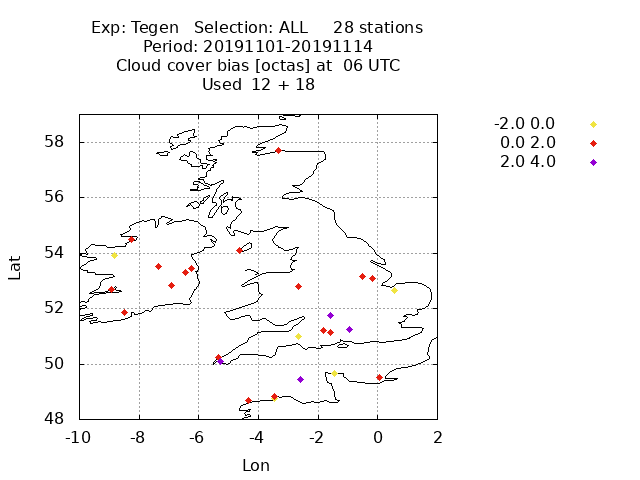 Exp: Tegen   Selection: ALL     28 stations
Period: 20191101-20191114
Cloud cover bias [octas] at  06 UTC
Used  12 + 18
-2.0 0.0
0.0 2.0
2.0 4.0
58
56
54
52
50
48
Lat
-10 -8 -6 -4 -2 0 2
Lon